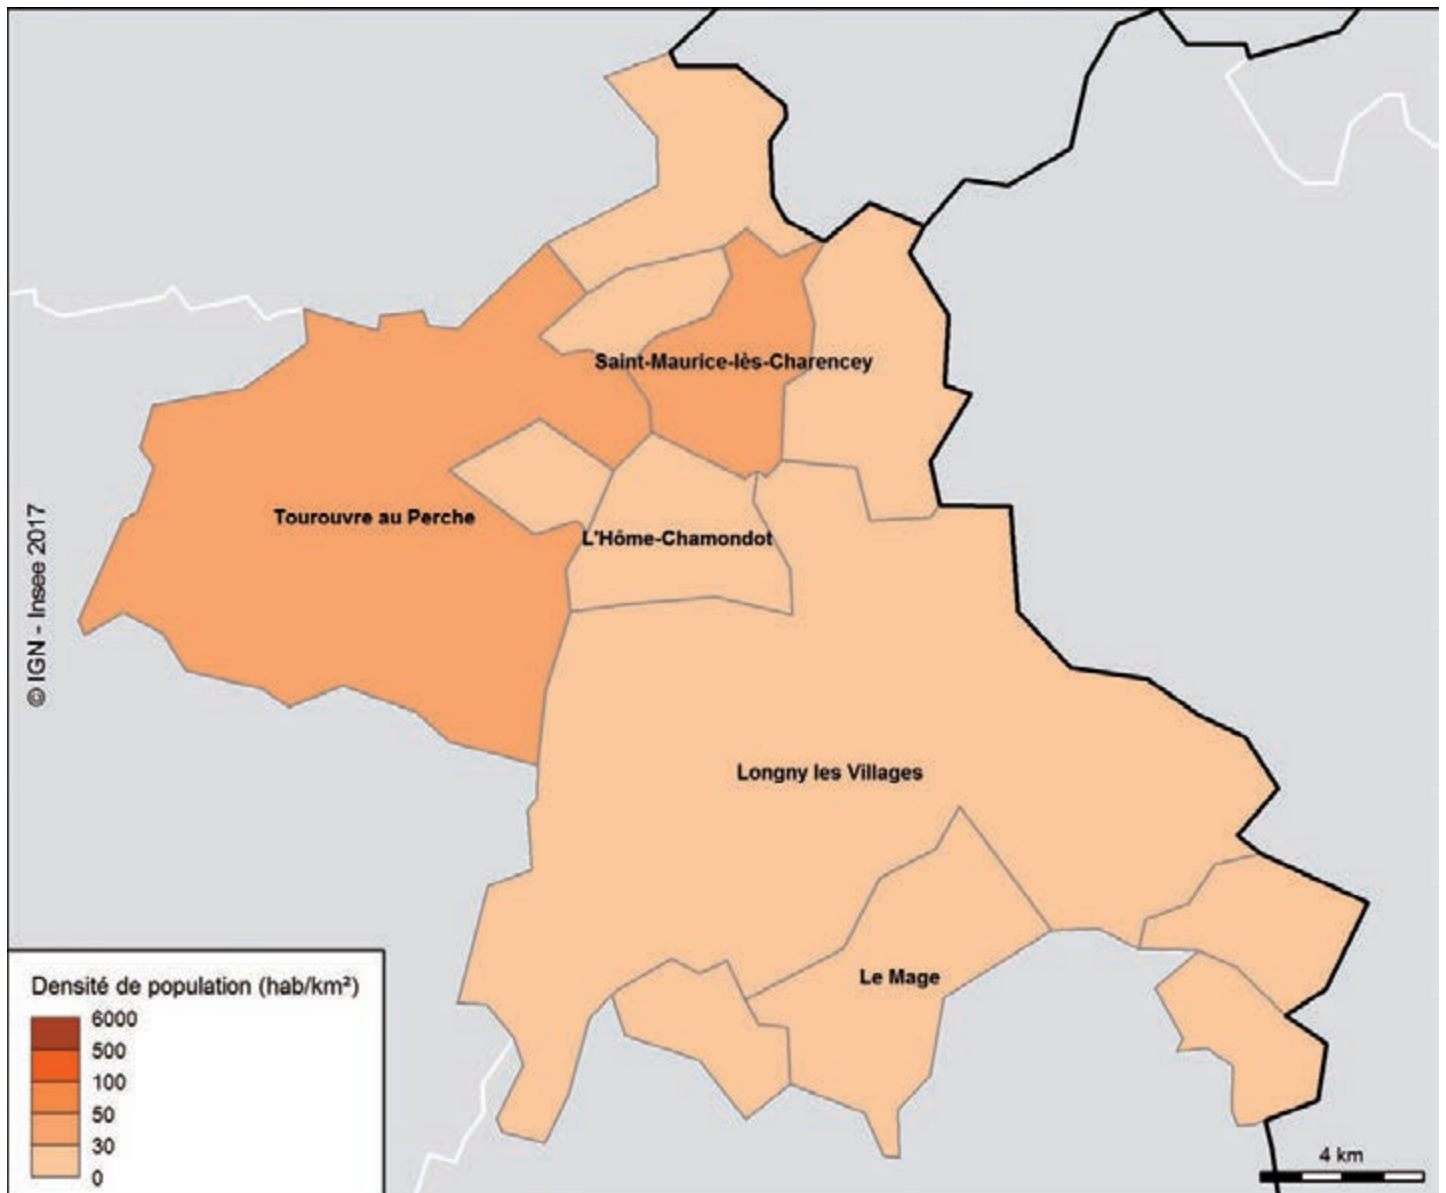 Saint-Maurice-lès-Charencey
Tourouvre au Perche
L'Hôme-Chamondot
© IGN - Insee 2017
Longny les Villages
Le Mage
Densité de population (hab/km²)
6000
500
100
50
30
0
4 km